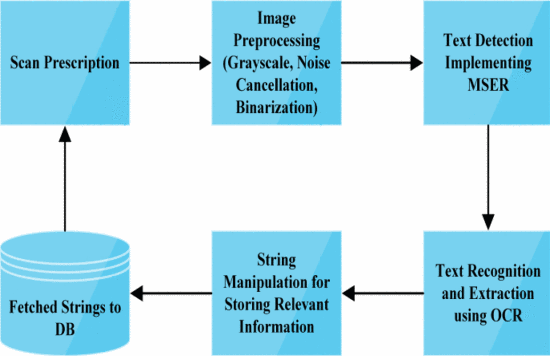 Scan Prescription
Image
Preprocessing
(Grayscale, Noise
Cancellation,
Binarization)
Text Detection
Implementing
MSER
Text Recognition
and Extraction
using OCR
String
Manipulation for
Storing Relevant
Information
Fetched Strings to
DB